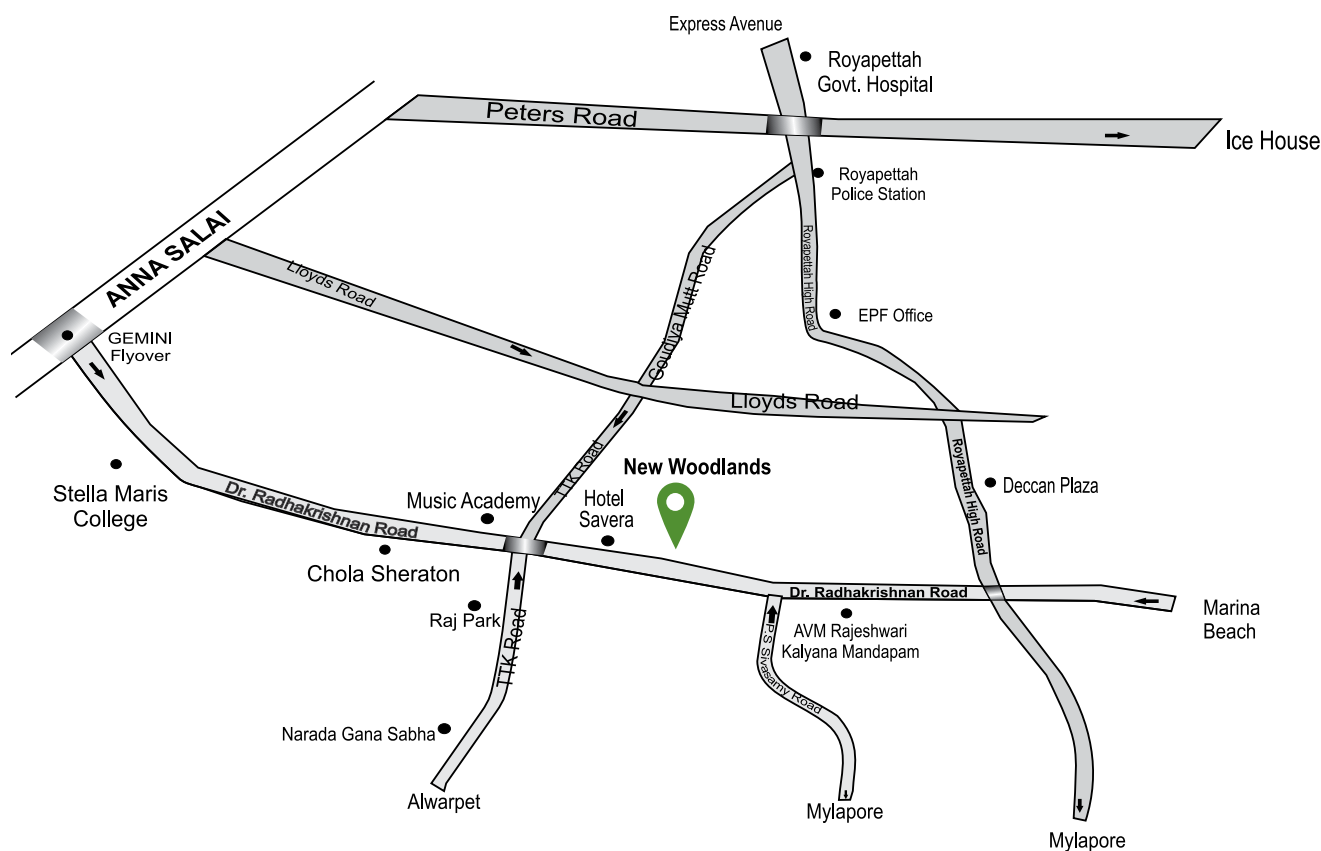 Express Avenue
Royapettah
Govt. Hospital
Peters Road
Ice House
Royapettah
Police Station
ANNA SALAI
Lloyds Road
Goudiya Mutt Road
Royapettah High Road
EPF Office
GEMINI
Flyover
Lloyds Road
TTK Road
New Woodlands
Royapettah High Road
Deccan Plaza
Stella Maris
College
Dr. Radhakrishnan Road
Music Academy
Hotel
Savera
Chola Sheraton
Dr. Radhakrishnan Road
Marina
Beach
Raj Park
TTK Road
P.S Sivasamy Road
AVM Rajeshwari
Kalyana Mandapam
Narada Gana Sabha
Alwarpet
Mylapore
Mylapore